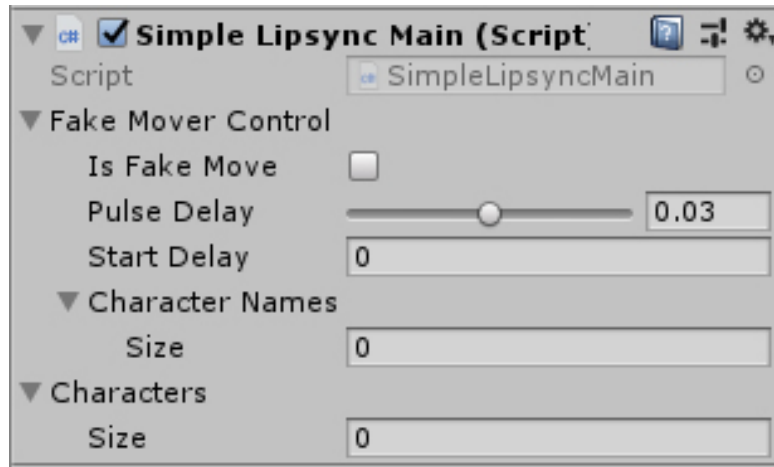 Simple Lipsync Main (Script)
Script SimpleLipsyncMain
Fake Mover Control
Is Fake Move
Pulse Delay 0.03
Start Delay 0
Character Names
Size 0
Characters
Size 0